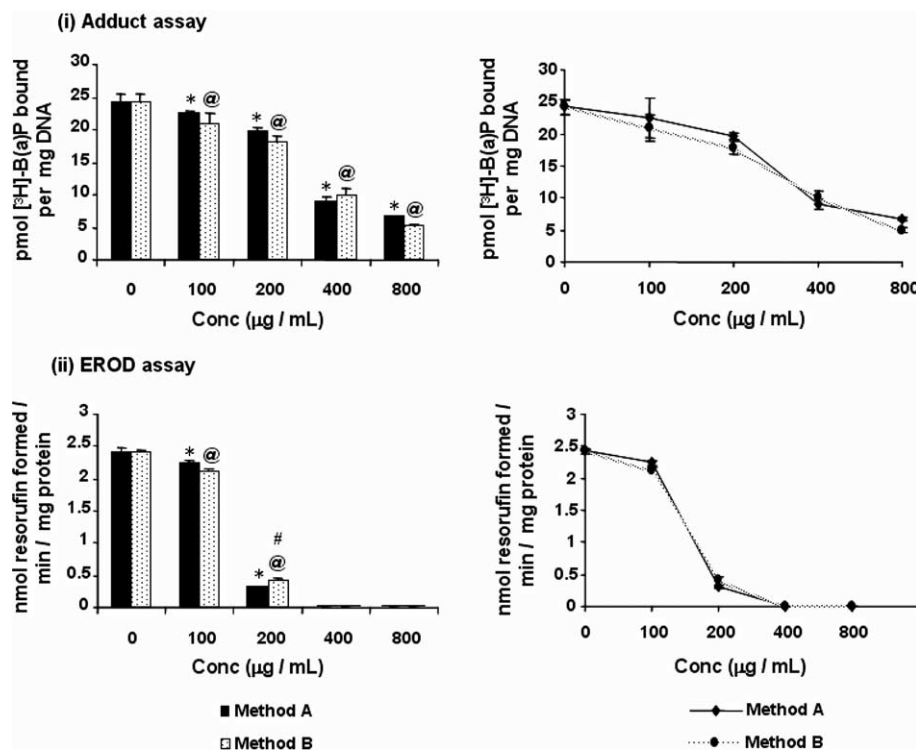 (i) Adduct assay
pmol [³H]-B(a)P bound
per mg DNA
30
25
20
15
10
5
0
* @
* @
* @
* @
0 100 200 400 800
Conc (µg / mL)
pmol [³H]-B(a)P bound
per mg DNA
30
25
20
15
10
5
0
0 100 200 400 800
Conc (µg / mL)
(ii) EROD assay
nmol resorufin formed /
min / mg protein
3
2.5
2
1.5
1
0.5
0
* @
#
* @
0 100 200 400 800
Conc (µg / mL)
Method A
Method B
nmol resorufin formed /
min / mg protein
3
2.5
2
1.5
1
0.5
0
0 100 200 400 800
Conc (µg / mL)
Method A
Method B